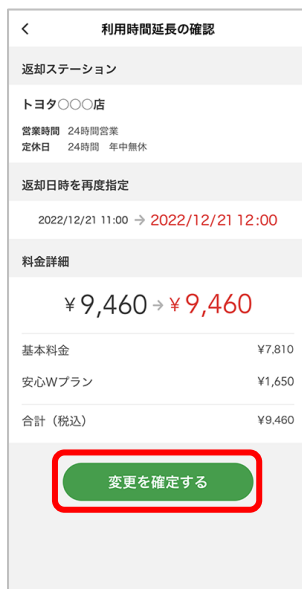 利用時間延長の確認
返却ステーション
トヨタ○○○店
営業時間 24時間営業
定休日 24時間 年中無休
返却日時を再度指定
2022/12/21 11:00 → 2022/12/21 12:00
料金詳細
¥9,460 → ¥9,460
基本料金 ¥7,810
安心Wプラン ¥1,650
合計（税込） ¥9,460
変更を確定する